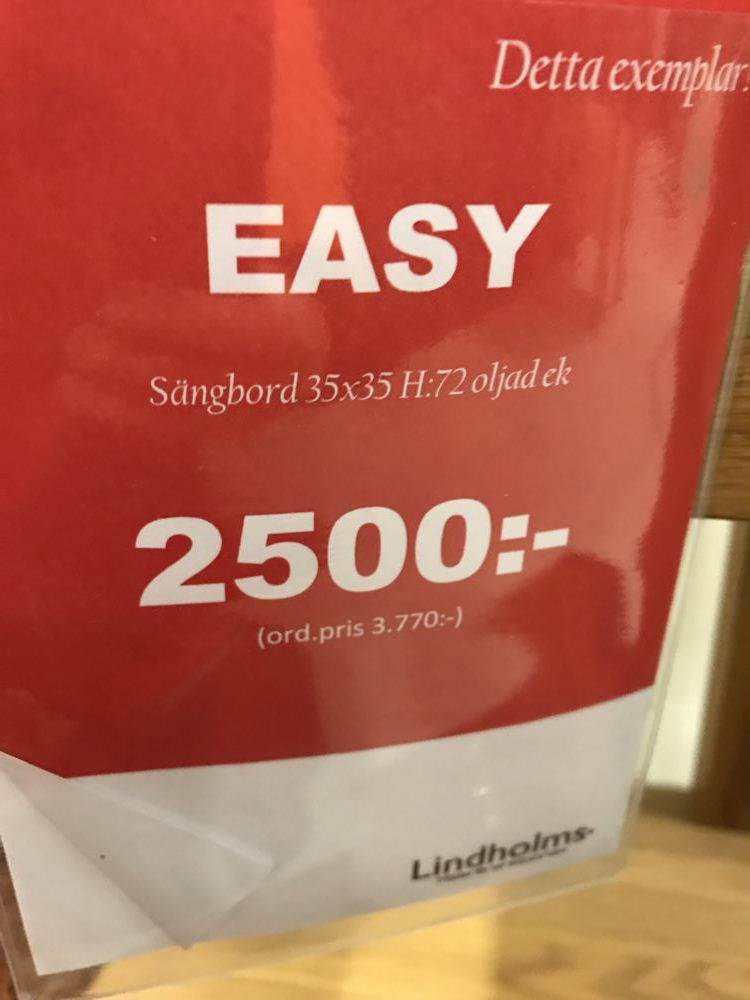 Detta exemplar:
EASY
Sängbord 35x35 H:72 oljad ek
2500:-
(ord.pris 3.770:-)
Lindholms